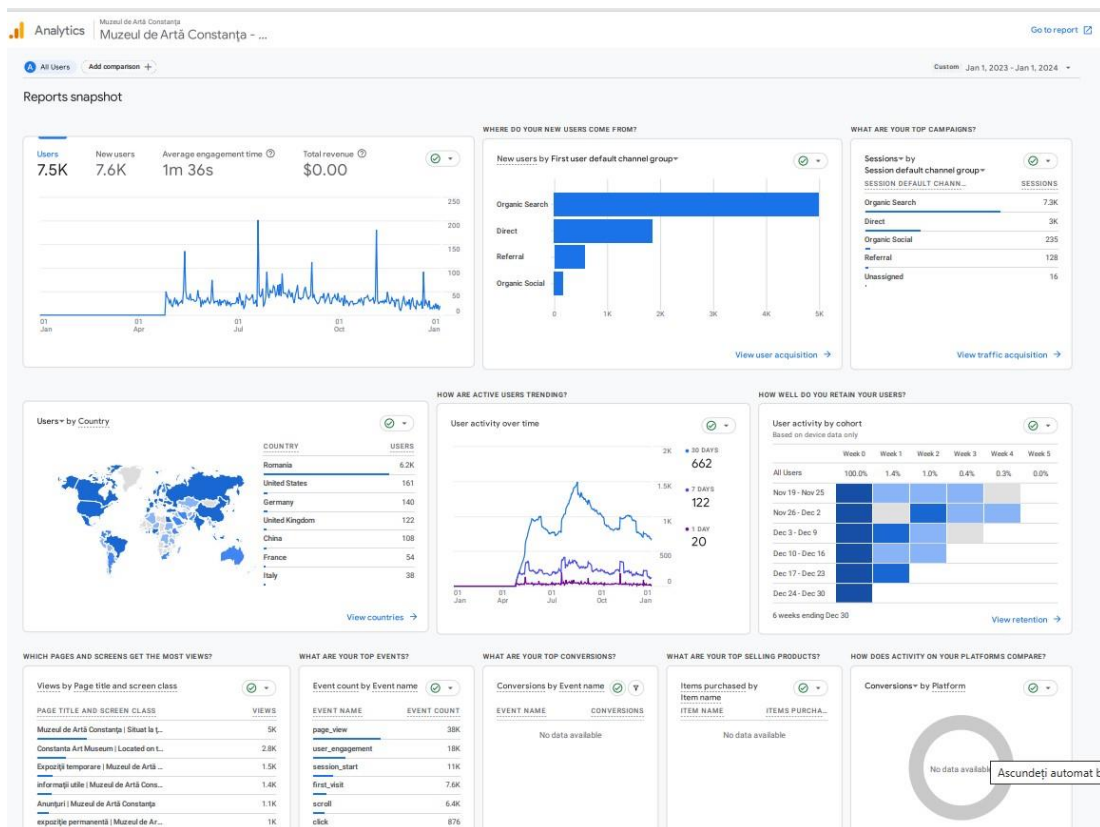 Analytics
Muzeul de Artă Constanța
Muzeul de Artă Constanța - ...
Go to report
A All Users
Add comparison +
Custom Jan 1, 2023 - Jan 1, 2024
Reports snapshot
Users
7.5K
New users
7.6K
Average engagement time
1m 36s
Total revenue
$0.00
250
200
150
100
50
0
01 Jan
01 Apr
01 Jul
01 Oct
01 Jan
WHERE DO YOUR NEW USERS COME FROM?
New users by First user default channel group
Organic Search
Direct
Referral
Organic Social
0 1K 2K 3K 4K 5K
View user acquisition →
WHAT ARE YOUR TOP CAMPAIGNS?
Sessions by
Session default channel group
SESSION DEFAULT CHANN... SESSIONS
Organic Search 7.3K
Direct 3K
Organic Social 235
Referral 128
Unassigned 16
View traffic acquisition →
Users by Country
COUNTRY USERS
Romania 6.2K
United States 161
Germany 140
United Kingdom 122
China 108
France 54
Italy 38
View countries →
HOW ARE ACTIVE USERS TRENDING?
User activity over time
2K
1.5K
1K
500
0
30 DAYS
662
7 DAYS
122
1 DAY
20
01 Jan
01 Apr
01 Jul
01 Oct
01 Jan
HOW WELL DO YOU RETAIN YOUR USERS?
User activity by cohort
Based on device data only
Week 0 Week 1 Week 2 Week 3 Week 4 Week 5
All Users 100.0% 1.4% 1.0% 0.4% 0.3% 0.0%
Nov 19 - Nov 25
Nov 26 - Dec 2
Dec 3 - Dec 9
Dec 10 - Dec 16
Dec 17 - Dec 23
Dec 24 - Dec 30
6 weeks ending Dec 30
View retention →
WHICH PAGES AND SCREENS GET THE MOST VIEWS?
Views by Page title and screen class
PAGE TITLE AND SCREEN CLASS VIEWS
Muzeul de Artă Constanța | Situat la ț... 5K
Constanta Art Museum | Located on t... 2.8K
Expoziții temporare | Muzeul de Artă ... 1.5K
informații utile | Muzeul de Artă Cons... 1.4K
Anunțuri | Muzeul de Artă Constanța 1.1K
expoziție permanentă | Muzeul de Ar... 1K
WHAT ARE YOUR TOP EVENTS?
Event count by Event name
EVENT NAME EVENT COUNT
page_view 38K
user_engagement 18K
session_start 11K
first_visit 7.6K
scroll 6.4K
click 876
WHAT ARE YOUR TOP CONVERSIONS?
Conversions by Event name
EVENT NAME CONVERSIONS
No data available
WHAT ARE YOUR TOP SELLING PRODUCTS?
Items purchased by
Item name
ITEM NAME ITEMS PURCHA...
No data available
HOW DOES ACTIVITY ON YOUR PLATFORMS COMPARE?
Conversions by Platform
No data available
Ascundeți automat b